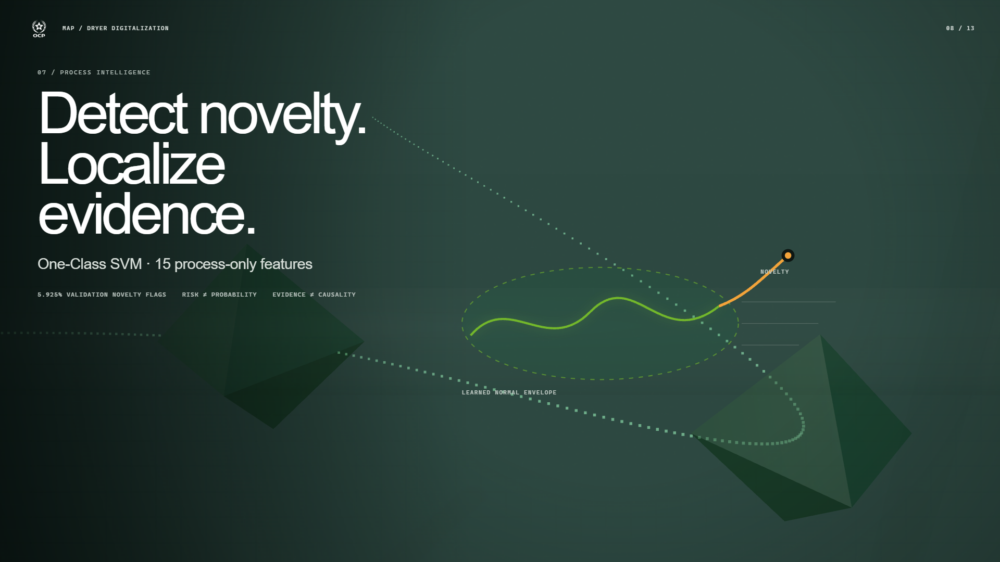 OCP
MAP / DRYER DIGITALIZATION
08 / 13
07 / PROCESS INTELLIGENCE
Detect novelty.
Localize
evidence.
One-Class SVM · 15 process-only features
5.925% VALIDATION NOVELTY FLAGS RISK ≠ PROBABILITY EVIDENCE ≠ CAUSALITY
NOVELTY
LEARNED NORMAL ENVELOPE